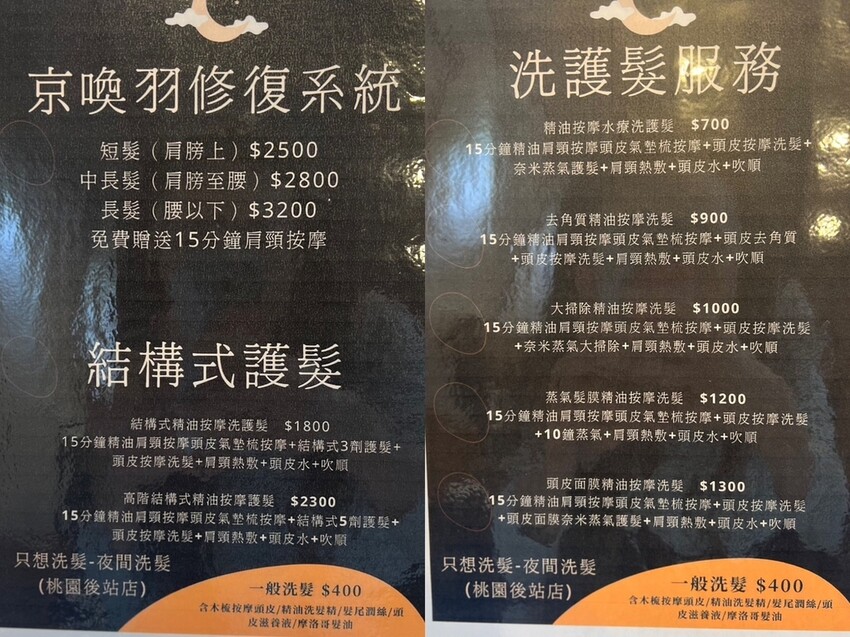 京喚羽修復系統
短髮（肩膀上）$2500
中長髮（肩膀至腰）$2800
長髮（腰以下）$3200
免費贈送15分鐘肩頸按摩
結構式護髮
結構式精油按摩洗護髮 $1800
15分鐘精油肩頸按摩頭皮氣墊梳按摩+結構式3劑護髮+
頭皮按摩洗髮+肩頸熱敷+頭皮水+吹順
高階結構式精油按摩護髮 $2300
15分鐘精油肩頸按摩頭皮氣墊梳按摩+結構式5劑護髮+
頭皮按摩洗髮+肩頸熱敷+頭皮水+吹順
只想洗髮-夜間洗髮
(桃園後站店)
一般洗髮 $400
含木梳按摩頭皮/精油洗髮精/髮尾潤絲/頭
皮滋養液/摩洛哥髮油
洗護髮服務
精油按摩水療洗護髮 $700
15分鐘精油肩頸按摩頭皮氣墊梳按摩+頭皮按摩洗髮+
奈米蒸氣護髮+肩頸熱敷+頭皮水+吹順
去角質精油按摩洗髮 $900
15分鐘精油肩頸按摩頭皮氣墊梳按摩+頭皮去角質
+頭皮按摩洗髮+肩頸熱敷+頭皮水+吹順
大掃除精油按摩洗髮 $1000
15分鐘精油肩頸按摩頭皮氣墊梳按摩+頭皮按摩洗髮
+奈米蒸氣大掃除+肩頸熱敷+頭皮水+吹順
蒸氣髮膜精油按摩洗髮 $1200
15分鐘精油肩頸按摩頭皮氣墊梳按摩+頭皮按摩洗髮
+10鐘蒸氣+肩頸熱敷+頭皮水+吹順
頭皮面膜精油按摩洗髮 $1300
15分鐘精油肩頸按摩頭皮氣墊梳按摩+頭皮按摩洗髮
+頭皮面膜奈米蒸氣護髮+肩頸熱敷+頭皮水+吹順
只想洗髮-夜間洗髮
(桃園後站店)
一般洗髮 $400
含木梳按摩頭皮/精油洗髮精/髮尾潤絲/頭
皮滋養液/摩洛哥髮油